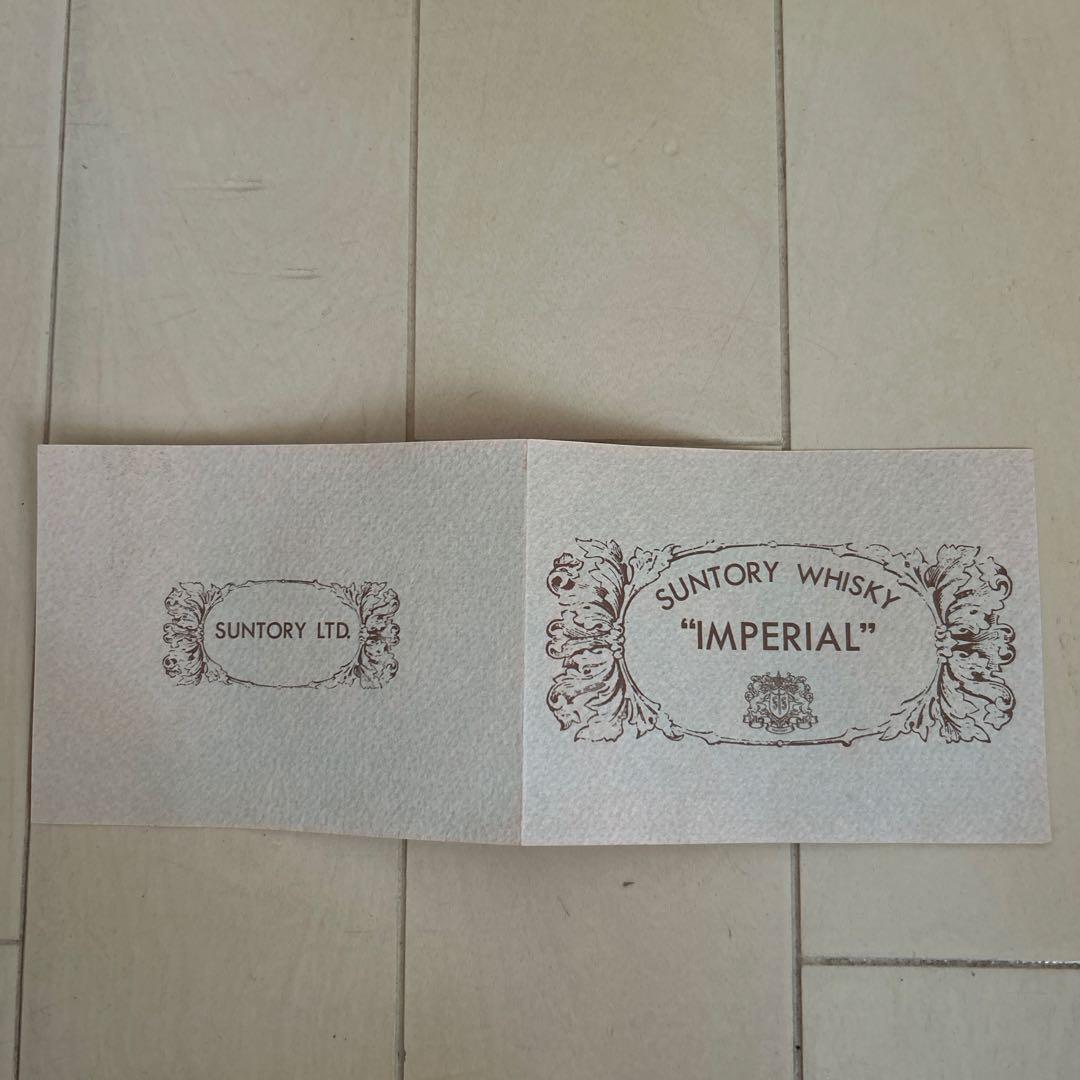 SUNTORY LTD.
SUNTORY WHISKY
“IMPERIAL”